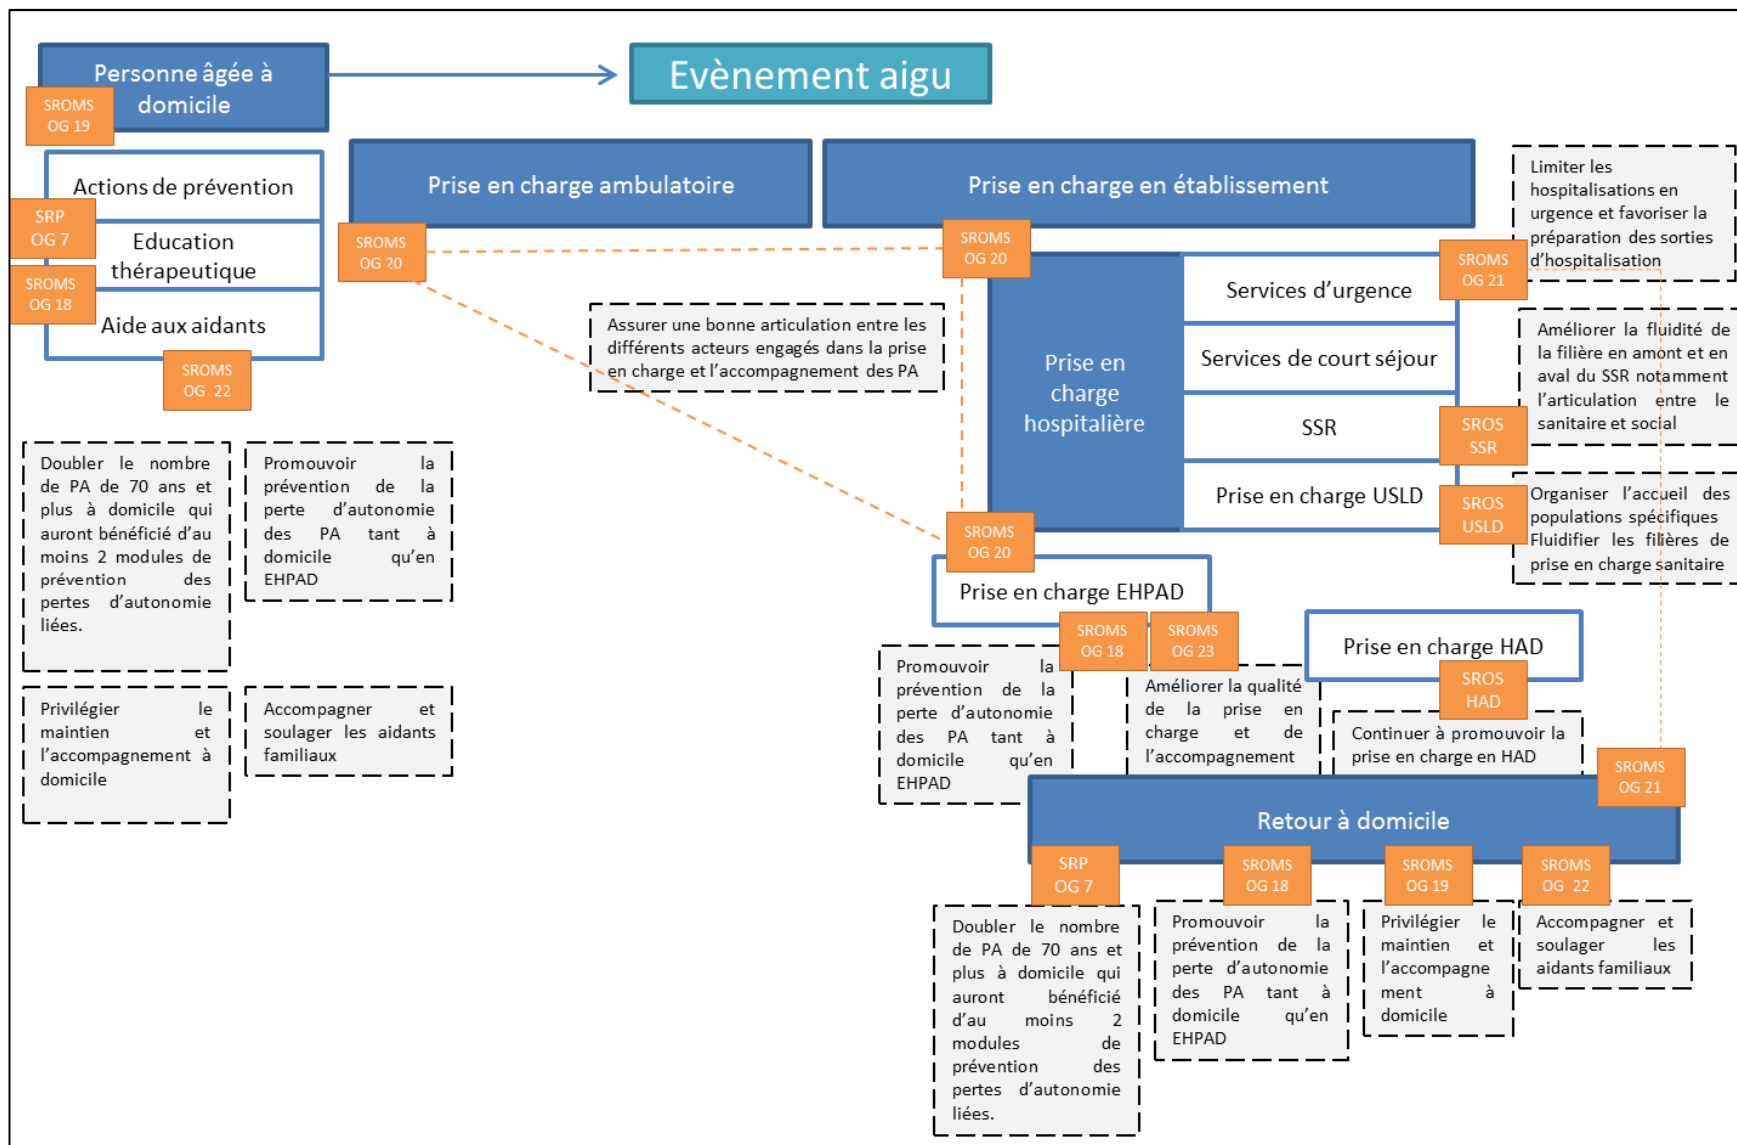 Personne âgée à
domicile
SROMS
OG 19
Evènement aigu
Actions de prévention
SRP
OG 7
Education
thérapeutique
SROMS
OG 18
Aide aux aidants
SROMS
OG 22
Prise en charge ambulatoire
SROMS
OG 20
Prise en charge en établissement
SROMS
OG 20
Assurer une bonne articulation entre les
différents acteurs engagés dans la prise
en charge et l’accompagnement des PA
Prise en
charge
hospitalière
Services d’urgence
Services de court séjour
SSR
Prise en charge USLD
SROMS
OG 21
Limiter les
hospitalisations en
urgence et favoriser la
préparation des sorties
d’hospitalisation
Améliorer la fluidité de
la filière en amont et en
aval du SSR notamment
l’articulation entre le
sanitaire et social
SROS
SSR
SROS
USLD
Organiser l’accueil des
populations spécifiques
Fluidifier les filières de
prise en charge sanitaire
Doubler le nombre
de PA de 70 ans et
plus à domicile qui
auront bénéficié d’au
moins 2 modules de
prévention des
pertes d’autonomie
liées.
Promouvoir la
prévention de la
perte d’autonomie
des PA tant à
domicile qu’en
EHPAD
Privilégier le
maintien et
l’accompagnement à
domicile
Accompagner et
soulager les aidants
familiaux
SROMS
OG 20
Prise en charge EHPAD
SROMS
OG 18
SROMS
OG 23
Promouvoir la
prévention de la
perte d’autonomie
des PA tant à
domicile qu’en
EHPAD
Améliorer la qualité
de la prise en
charge et de
l’accompagnement
Prise en charge HAD
SROS
HAD
Continuer à promouvoir la
prise en charge en HAD
SROMS
OG 21
Retour à domicile
SRP
OG 7
SROMS
OG 18
SROMS
OG 19
SROMS
OG 22
Doubler le nombre
de PA de 70 ans et
plus à domicile qui
auront bénéficié
d’au moins 2
modules de
prévention des
pertes d’autonomie
liées.
Promouvoir la
prévention de la
perte d’autonomie
des PA tant à
domicile qu’en
EHPAD
Privilégier le
maintien et
l’accompagne
ment à
domicile
Accompagner et
soulager les
aidants familiaux